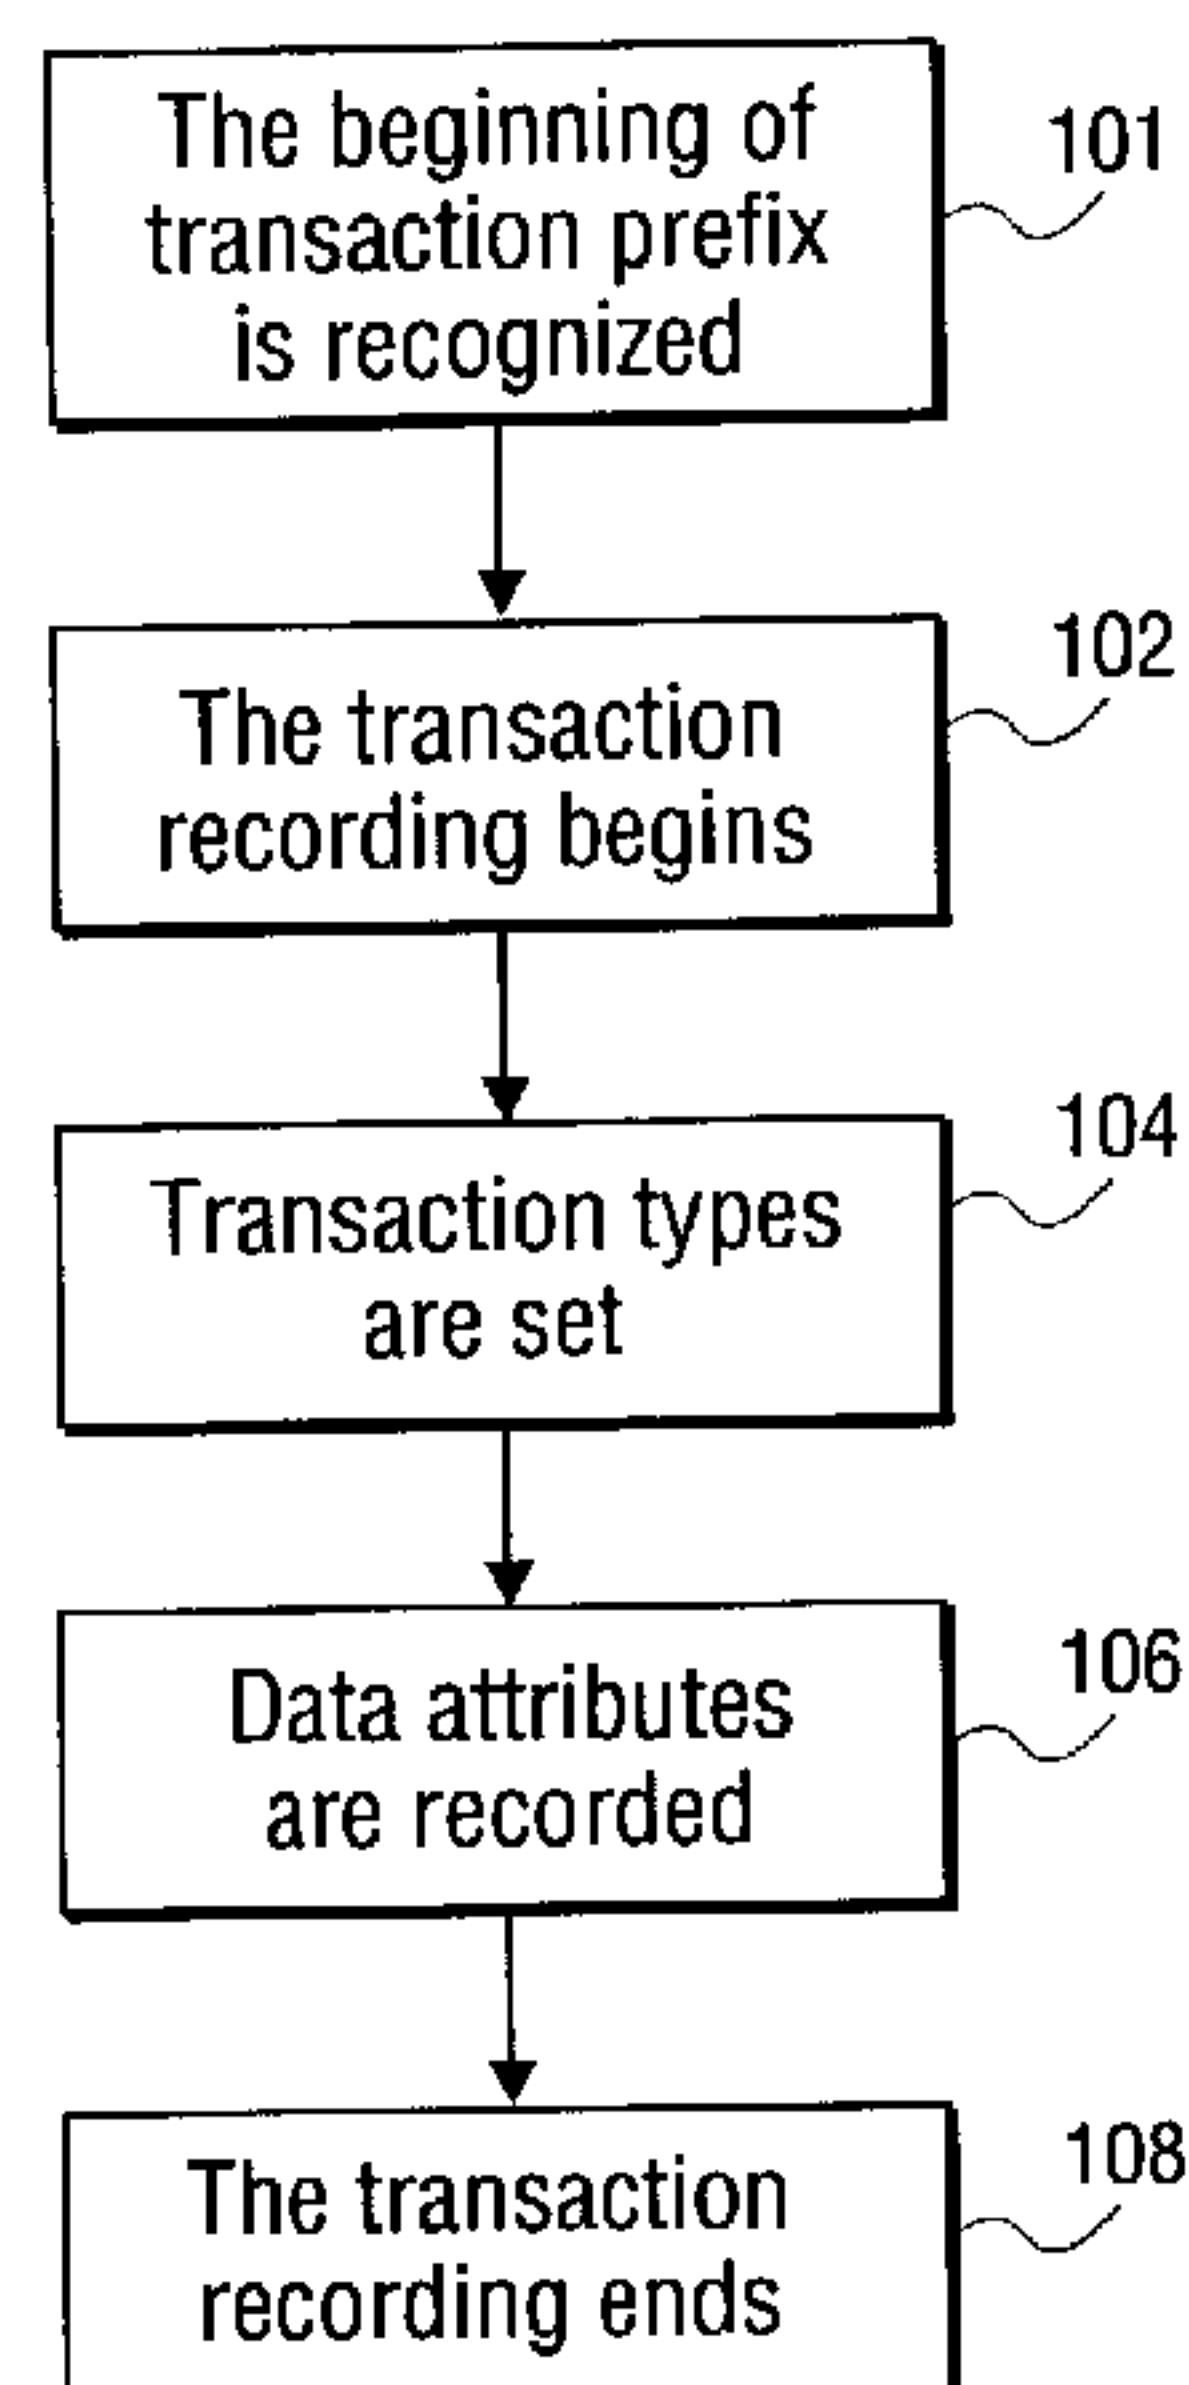 The beginning of
transaction prefix
is recognized
101
The transaction
recording begins
102
Transaction types
are set
104
Data attributes
are recorded
106
The transaction
recording ends
108